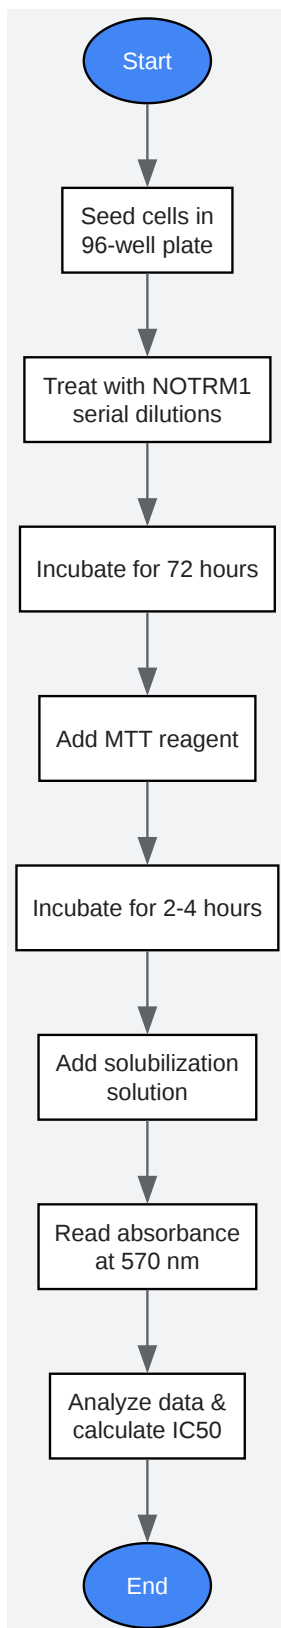 Start
Seed cells in
96-well plate
Treat with NOTRM1
serial dilutions
Incubate for 72 hours
Add MTT reagent
Incubate for 2-4 hours
Add solubilization
solution
Read absorbance
at 570 nm
Analyze data &
calculate IC50
End